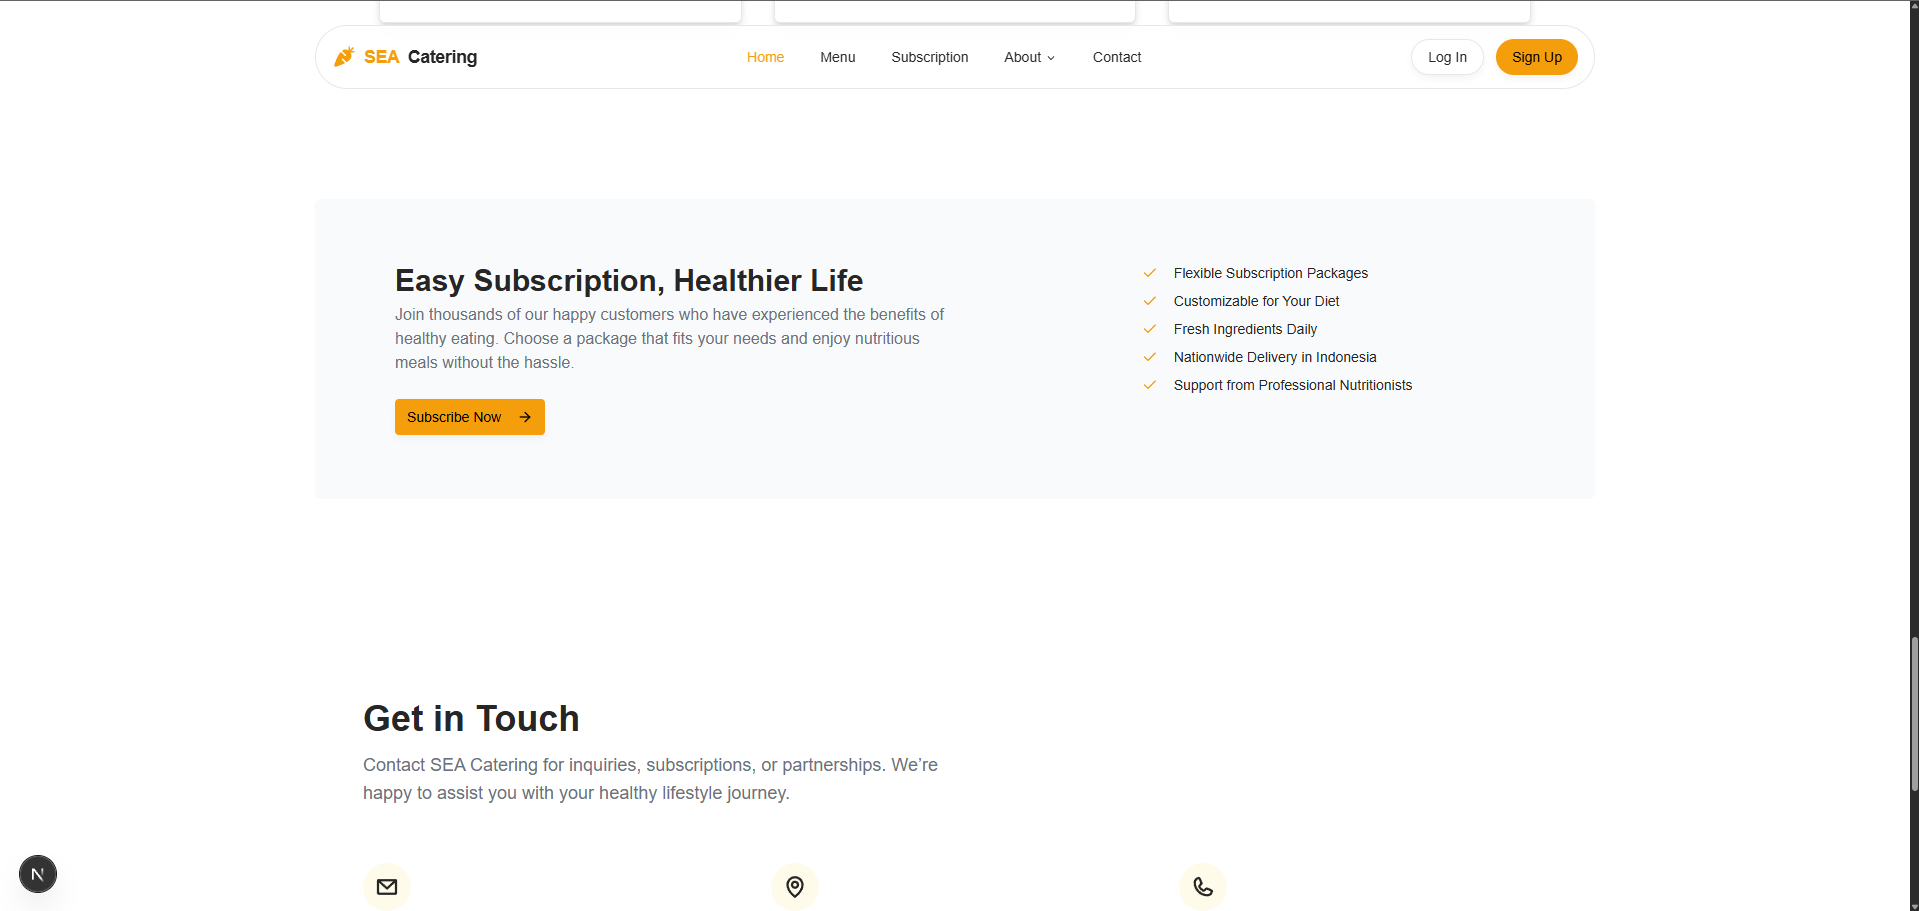 SEA Catering
Home
Menu
Subscription
About
Contact
Log In
Sign Up
Easy Subscription, Healthier Life
Join thousands of our happy customers who have experienced the benefits of
healthy eating. Choose a package that fits your needs and enjoy nutritious
meals without the hassle.
Subscribe Now
Flexible Subscription Packages
Customizable for Your Diet
Fresh Ingredients Daily
Nationwide Delivery in Indonesia
Support from Professional Nutritionists
Get in Touch
Contact SEA Catering for inquiries, subscriptions, or partnerships. We’re
happy to assist you with your healthy lifestyle journey.
N